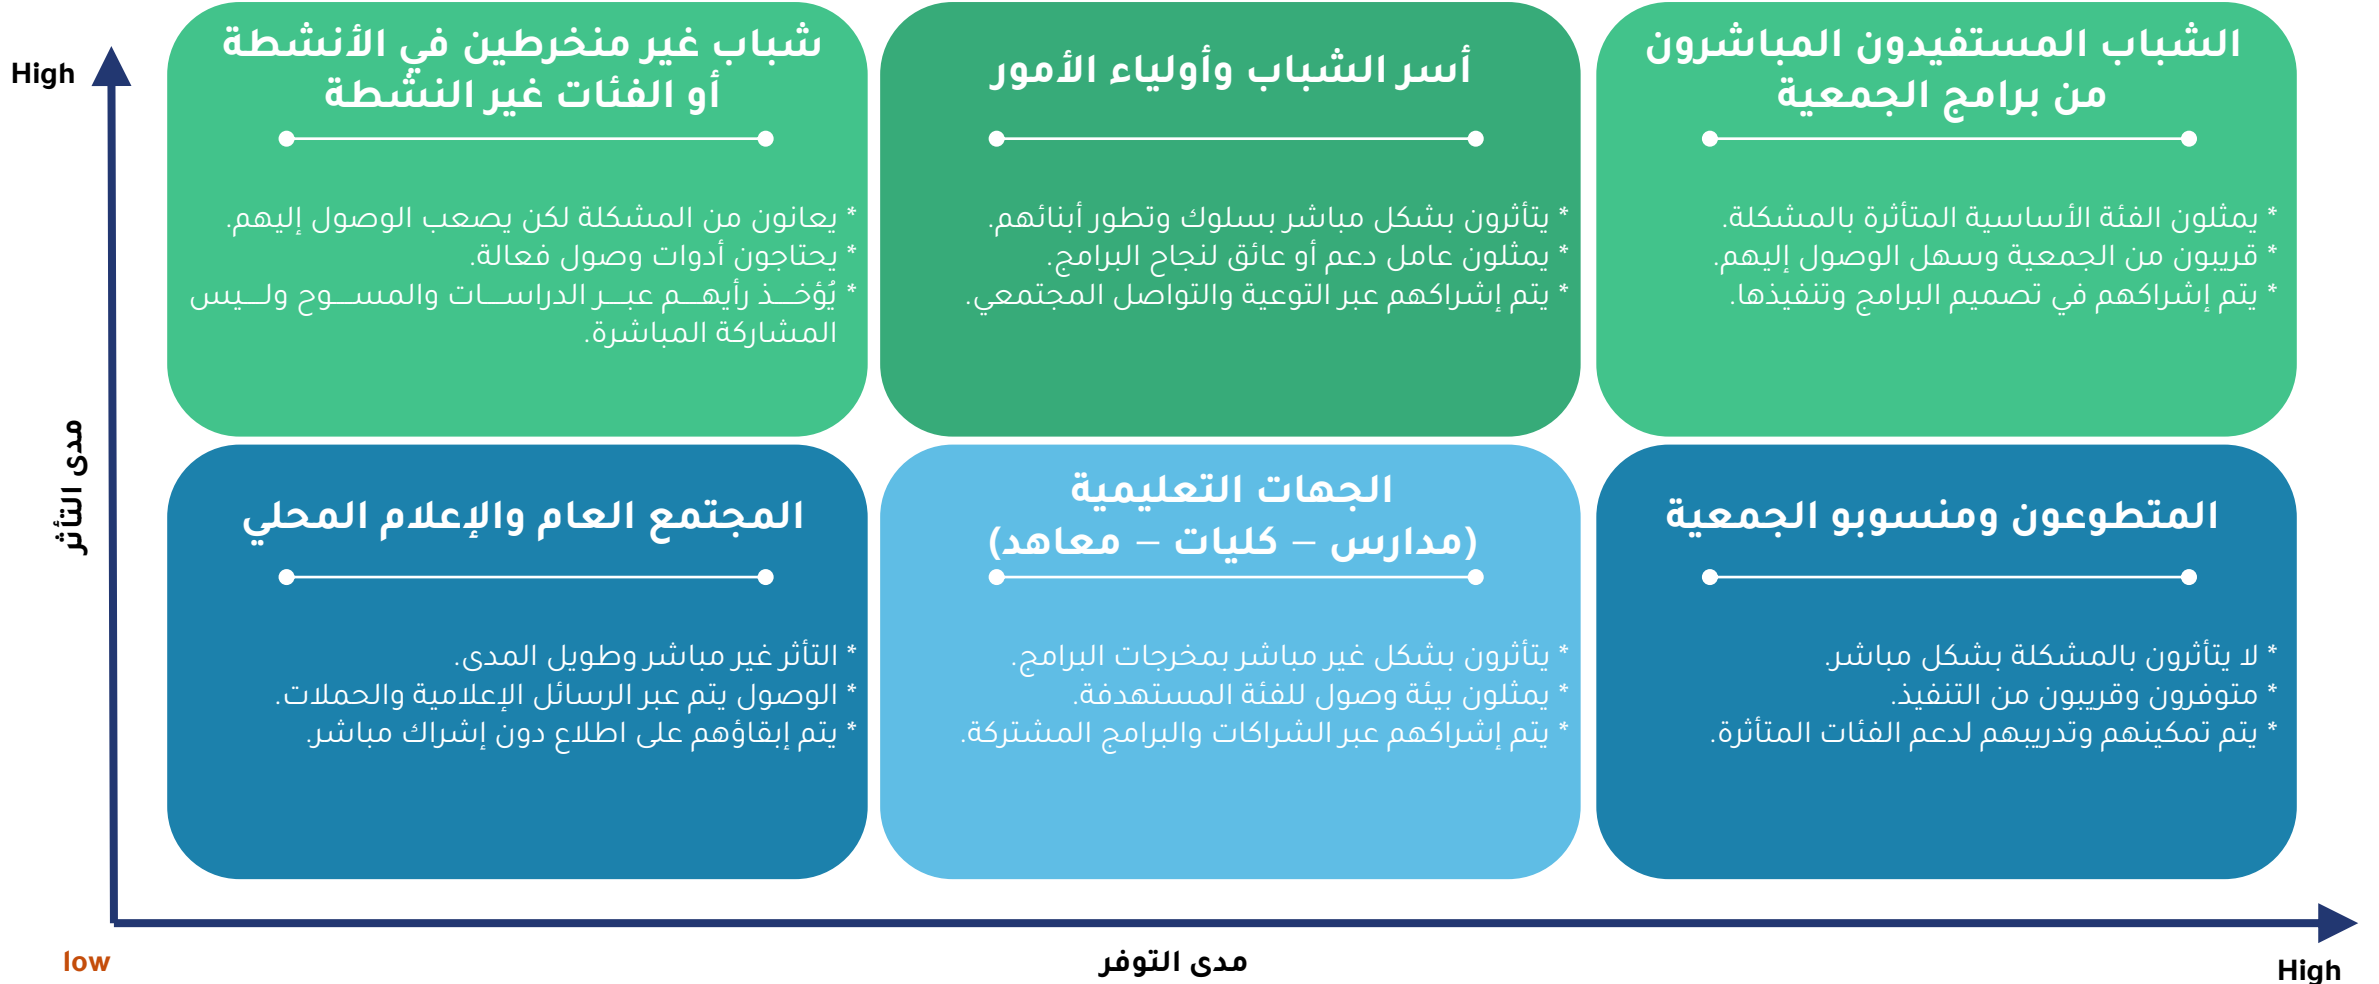 High
الشباب المستفيدون المباشرون
من برامج الجمعية
* يمثلون الفئة الأساسية المتأثرة بالمشكلة.
* قريبون من الجمعية وسهل الوصول إليهم.
* يتم إشراكهم في تصميم البرامج وتنفيذها.
أسر الشباب وأولياء الأمور
* يتأثرون بشكل مباشر بسلوك وتطور أبنائهم.
* يمثلون عامل دعم أو عائق لنجاح البرامج.
* يتم إشراكهم عبر التوعية والتواصل المجتمعي.
شباب غير منخرطين في الأنشطة
أو الفئات غير النشطة
* يعانون من المشكلة لكن يصعب الوصول إليهم.
* يحتاجون أدوات وصول فعالة.
* يُؤخـــذ رأيهـــم عبـــر الدراســـات والمســـوح ولـــيس
المشاركة المباشرة.
مدى التأثر
المتطوعون ومنسوبو الجمعية
* لا يتأثرون بالمشكلة بشكل مباشر.
* متوفرون وقريبون من التنفيذ.
* يتم تمكينهم وتدريبهم لدعم الفئات المتأثرة.
الجهات التعليمية
(مدارس – كليات – معاهد)
* يتأثرون بشكل غير مباشر بمخرجات البرامج.
* يمثلون بيئة وصول للفئة المستهدفة.
* يتم إشراكهم عبر الشراكات والبرامج المشتركة.
المجتمع العام والإعلام المحلي
* التأثر غير مباشر وطويل المدى.
* الوصول يتم عبر الرسائل الإعلامية والحملات.
* يتم إبقاؤهم على اطلاع دون إشراك مباشر.
low
مدى التوفر
High